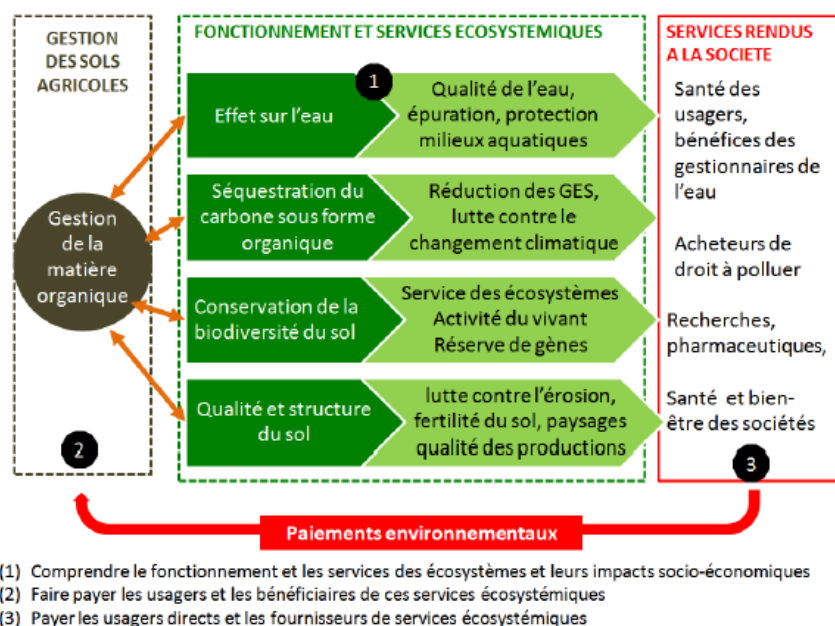 GESTION
DES SOLS
AGRICOLES
Gestion
de la
matière
organique
2
FONCTIONNEMENT ET SERVICES ECOSYSTEMIQUES
1
Effet sur l'eau
Qualité de l'eau,
épuration, protection
milieux aquatiques
Séquestration du
carbone sous forme
organique
Réduction des GES,
lutte contre le
changement climatique
Conservation de la
biodiversité du sol
Service des écosystèmes
Activité du vivant
Réserve de gènes
Qualité et structure
du sol
lutte contre l'érosion,
fertilité du sol, paysages
qualité des productions
SERVICES RENDUS
A LA SOCIETE
Santé des
usagers,
bénéfices des
gestionnaires de
l'eau
Acheteurs de
droit à polluer
Recherches,
pharmaceutiques,
Santé et bien-
être des sociétés
3
Paiements environnementaux
(1) Comprendre le fonctionnement et les services des écosystèmes et leurs impacts socio-économiques
(2) Faire payer les usagers et les bénéficiaires de ces services écosystémiques
(3) Payer les usagers directs et les fournisseurs de services écosystémiques